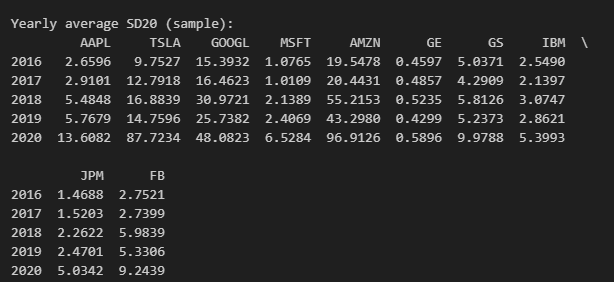 Yearly average SD20 (sample):
AAPL TSLA GOOGL MSFT AMZN GE GS IBM \
2016 2.6596 9.7527 15.3932 1.0765 19.5478 0.4597 5.0371 2.5490
2017 2.9101 12.7918 16.4623 1.0109 20.4431 0.4857 4.2909 2.1397
2018 5.4848 16.8839 30.9721 2.1389 55.2153 0.5235 5.8126 3.0747
2019 5.7679 14.7596 25.7382 2.4069 43.2980 0.4299 5.2373 2.8621
2020 13.6082 87.7234 48.0823 6.5284 96.9126 0.5896 9.9788 5.3993
JPM FB
2016 1.4688 2.7521
2017 1.5203 2.7399
2018 2.2622 5.9839
2019 2.4701 5.3306
2020 5.0342 9.2439